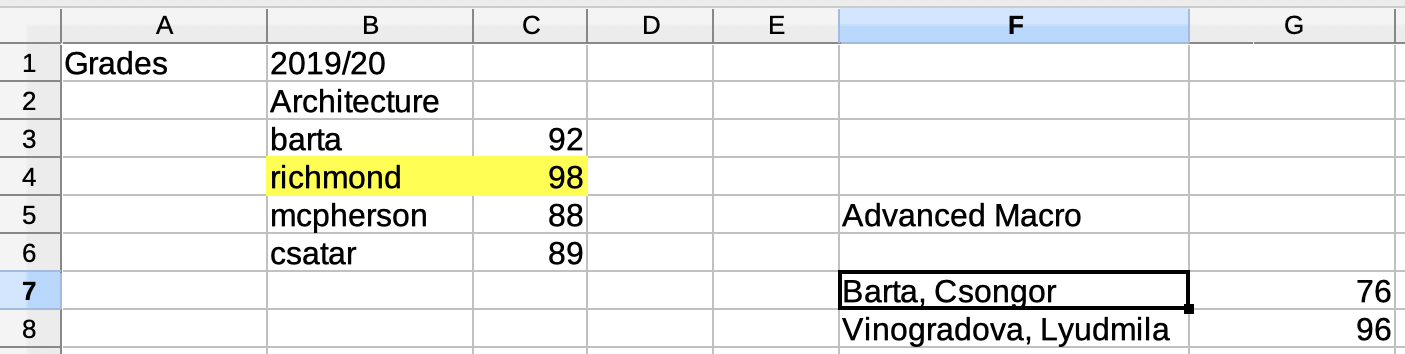 A B C D E F G
1 Grades 2019/20
2 Architecture
3 barta 92
4 richmond 98
5 mcpherson 88 Advanced Macro
6 csatar 89
7 Barta, Csongor 76
8 Vinogradova, Lyudmila 96